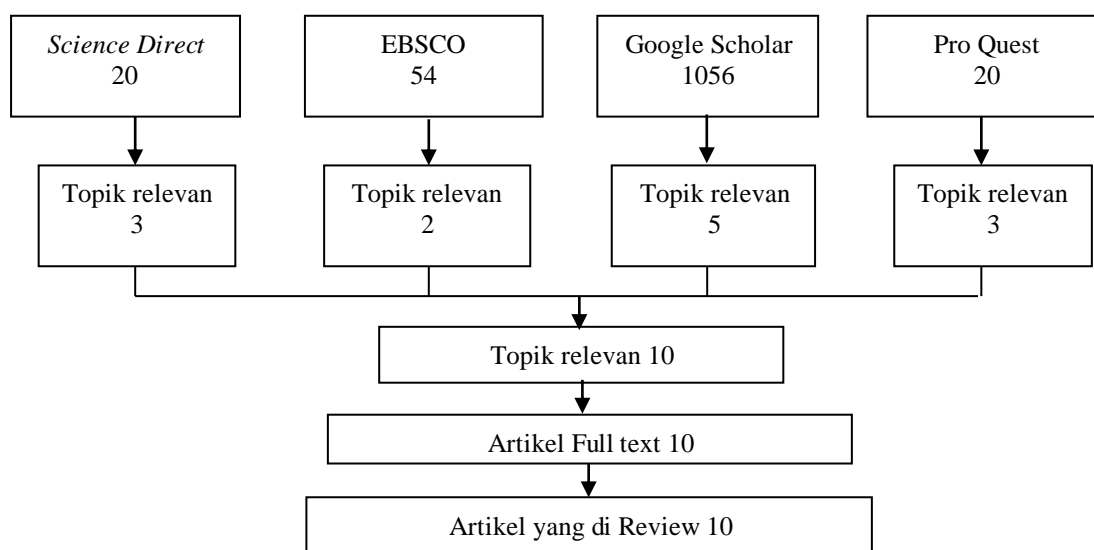 Science Direct
20
EBSCO
54
Google Scholar
1056
Pro Quest
20
Topik relevan
3
Topik relevan
2
Topik relevan
5
Topik relevan
3
Topik relevan 10
Artikel Full text 10
Artikel yang di Review 10